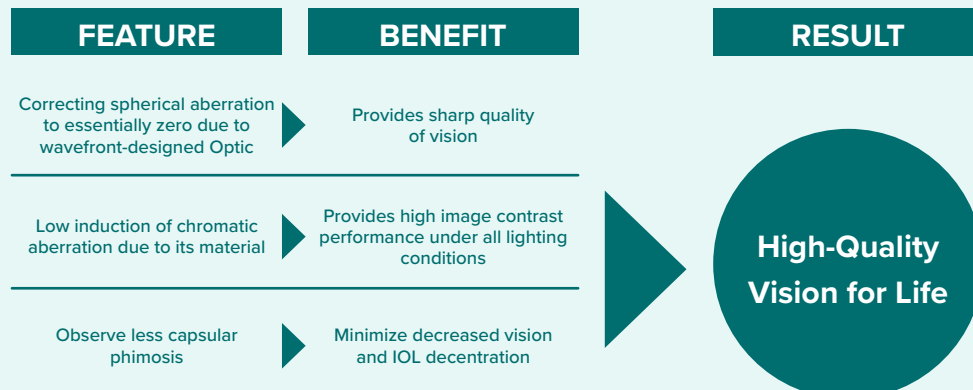 FEATURE
BENEFIT
RESULT
Correcting spherical aberration
to essentially zero due to
wavefront-designed Optic
Provides sharp quality
of vision
Low induction of chromatic
aberration due to its material
Provides high image contrast
performance under all lighting
conditions
Observe less capsular
phimosis
Minimize decreased vision
and IOL decentration
High-Quality
Vision for Life